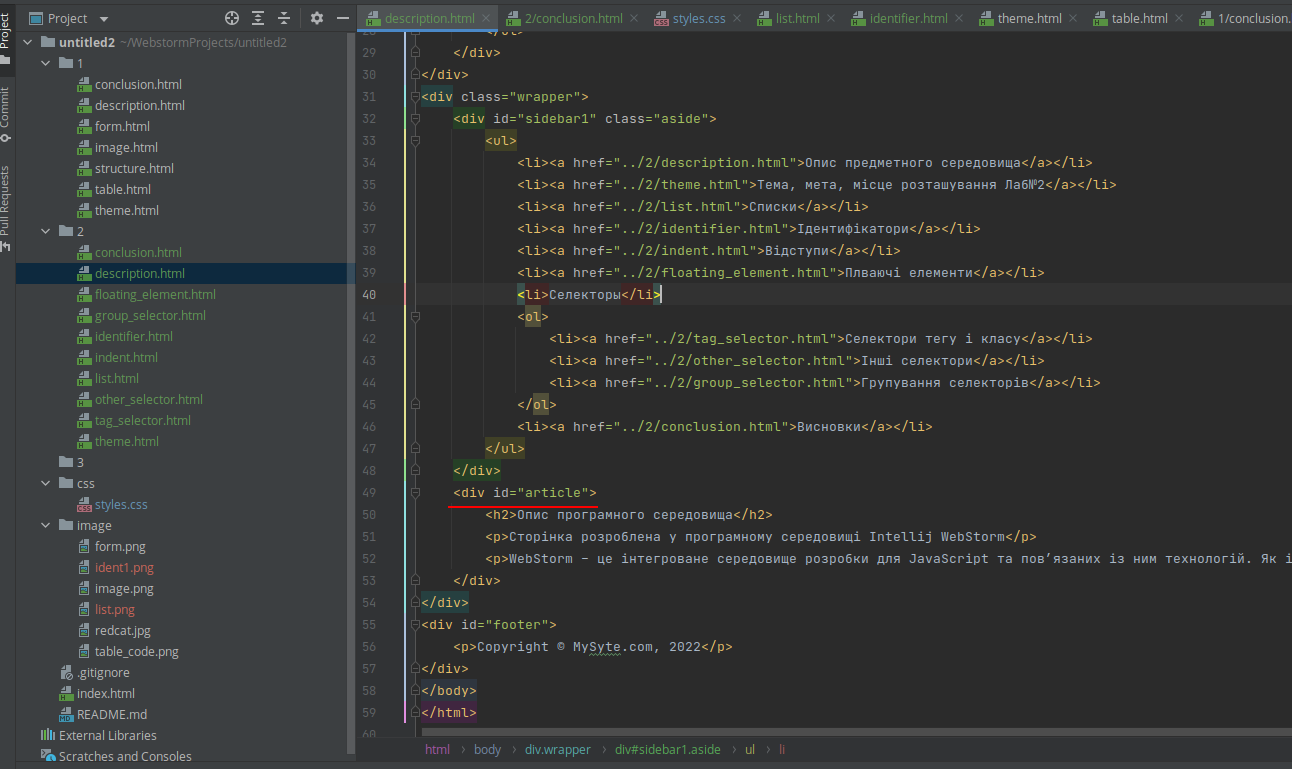 Project
description.html
2/conclusion.html
styles.css
list.html
identifier.html
theme.html
table.html
1/conclusion.
Project
Commit
Pull Requests
untitled2 ~/WebstormProjects/untitled2
1
conclusion.html
description.html
form.html
image.html
structure.html
table.html
theme.html
2
conclusion.html
description.html
floating_element.html
group_selector.html
identifier.html
indent.html
list.html
other_selector.html
tag_selector.html
theme.html
3
css
styles.css
image
form.png
ident1.png
image.png
list.png
redcat.jpg
table_code.png
.gitignore
index.html
README.md
External Libraries
Scratches and Consoles
28 </ul>
29 </div>
30 </div>
31 <div class="wrapper">
32 <div id="sidebar1" class="aside">
33 <ul>
34 <li><a href="../2/description.html">Опис предметного середовища</a></li>
35 <li><a href="../2/theme.html">Тема, мета, місце розташування Лаб№2</a></li>
36 <li><a href="../2/list.html">Списки</a></li>
37 <li><a href="../2/identifier.html">Ідентифікатори</a></li>
38 <li><a href="../2/indent.html">Відступи</a></li>
39 <li><a href="../2/floating_element.html">Плваючі елементи</a></li>
40 <li>Селекторы</li>
41 <ol>
42 <li><a href="../2/tag_selector.html">Селектори тегу і класу</a></li>
43 <li><a href="../2/other_selector.html">Інші селектори</a></li>
44 <li><a href="../2/group_selector.html">Групування селекторів</a></li>
45 </ol>
46 <li><a href="../2/conclusion.html">Висновки</a></li>
47 </ul>
48 </div>
49 <div id="article">
50 <h2>Опис програмного середовища</h2>
51 <p>Сторінка розроблена у програмному середовищі Intellij WebStorm</p>
52 <p>WebStorm – це інтегроване середовище розробки для JavaScript та пов’язаних із ним технологій. Як і
53 </div>
54 </div>
55 <div id="footer">
56 <p>Copyright © MySyte.com, 2022</p>
57 </div>
58 </body>
59 </html>
60
html › body › div.wrapper › div#sidebar1.aside › ul › li